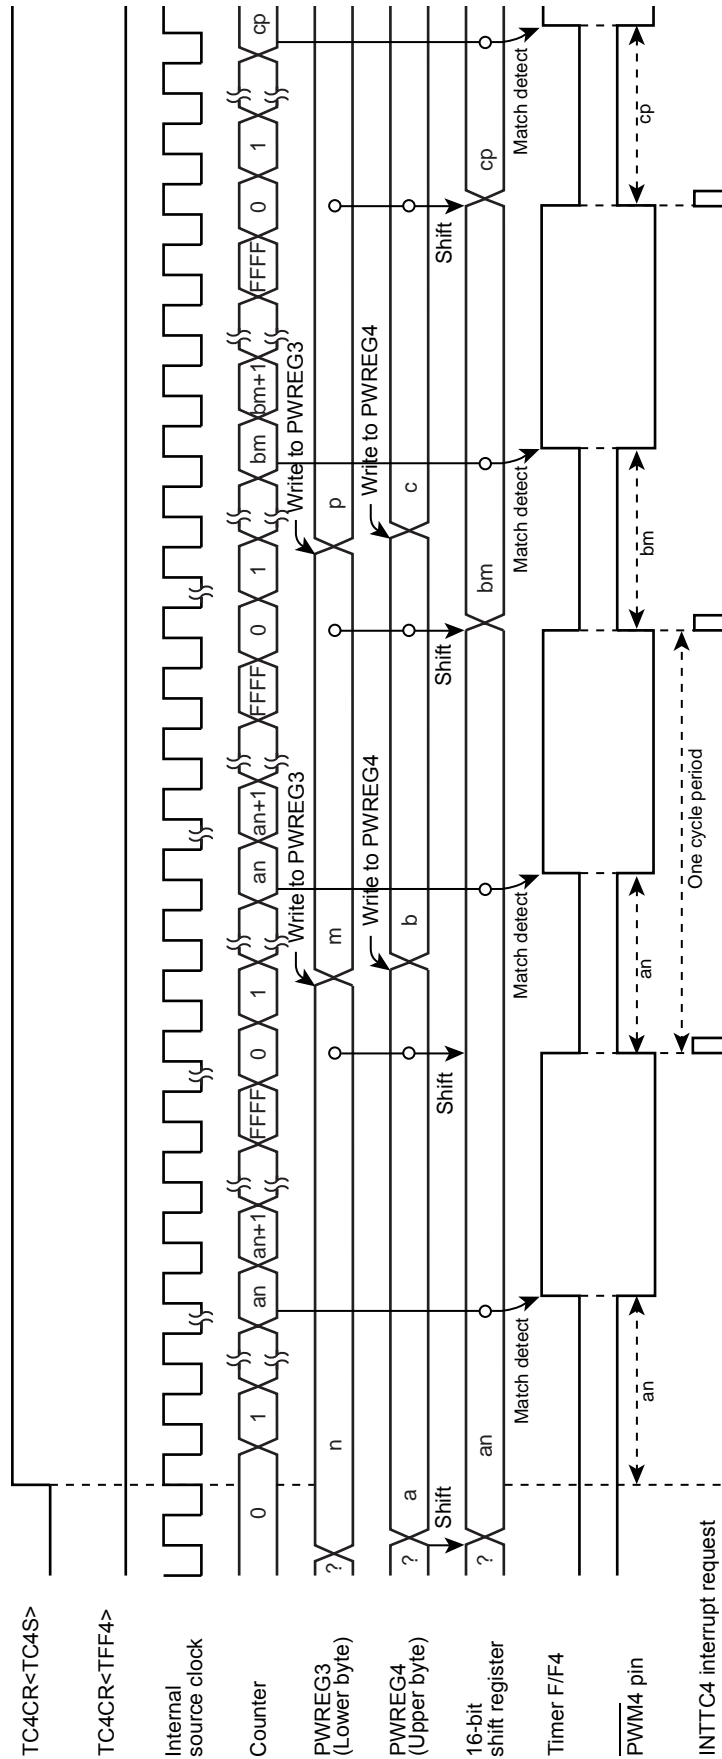 TC4CR<TC4S>
TC4CR<TFF4>
Internal
source clock
Counter
0 1 an an+1 FFFF 0 1 an an+1 FFFF 0 1 bm bm+1 FFFF 0 1 cp
Write to PWREG3
Write to PWREG3
PWREG3
(Lower byte)
? n m p
Write to PWREG4
Write to PWREG4
PWREG4
(Upper byte)
? a b c
Shift
Shift
Shift
Shift
16-bit
shift register
? an bm cp
Match detect
Match detect
Match detect
Match detect
Timer F/F4
PWM4 pin
an
an
bm
cp
One cycle period
INTTC4 interrupt request